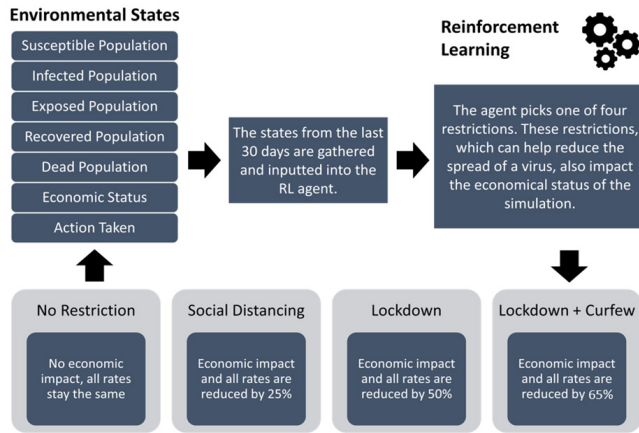 Environmental States
Susceptible Population
Infected Population
Exposed Population
Recovered Population
Dead Population
Economic Status
Action Taken
The states from the last
30 days are gathered
and inputted into the
RL agent.
Reinforcement
Learning
The agent picks one of four
restrictions. These restrictions,
which can help reduce the
spread of a virus, also impact
the economical status of the
simulation.
No Restriction
No economic
impact, all rates
stay the same
Social Distancing
Economic impact
and all rates are
reduced by 25%
Lockdown
Economic impact
and all rates are
reduced by 50%
Lockdown + Curfew
Economic impact
and all rates are
reduced by 65%